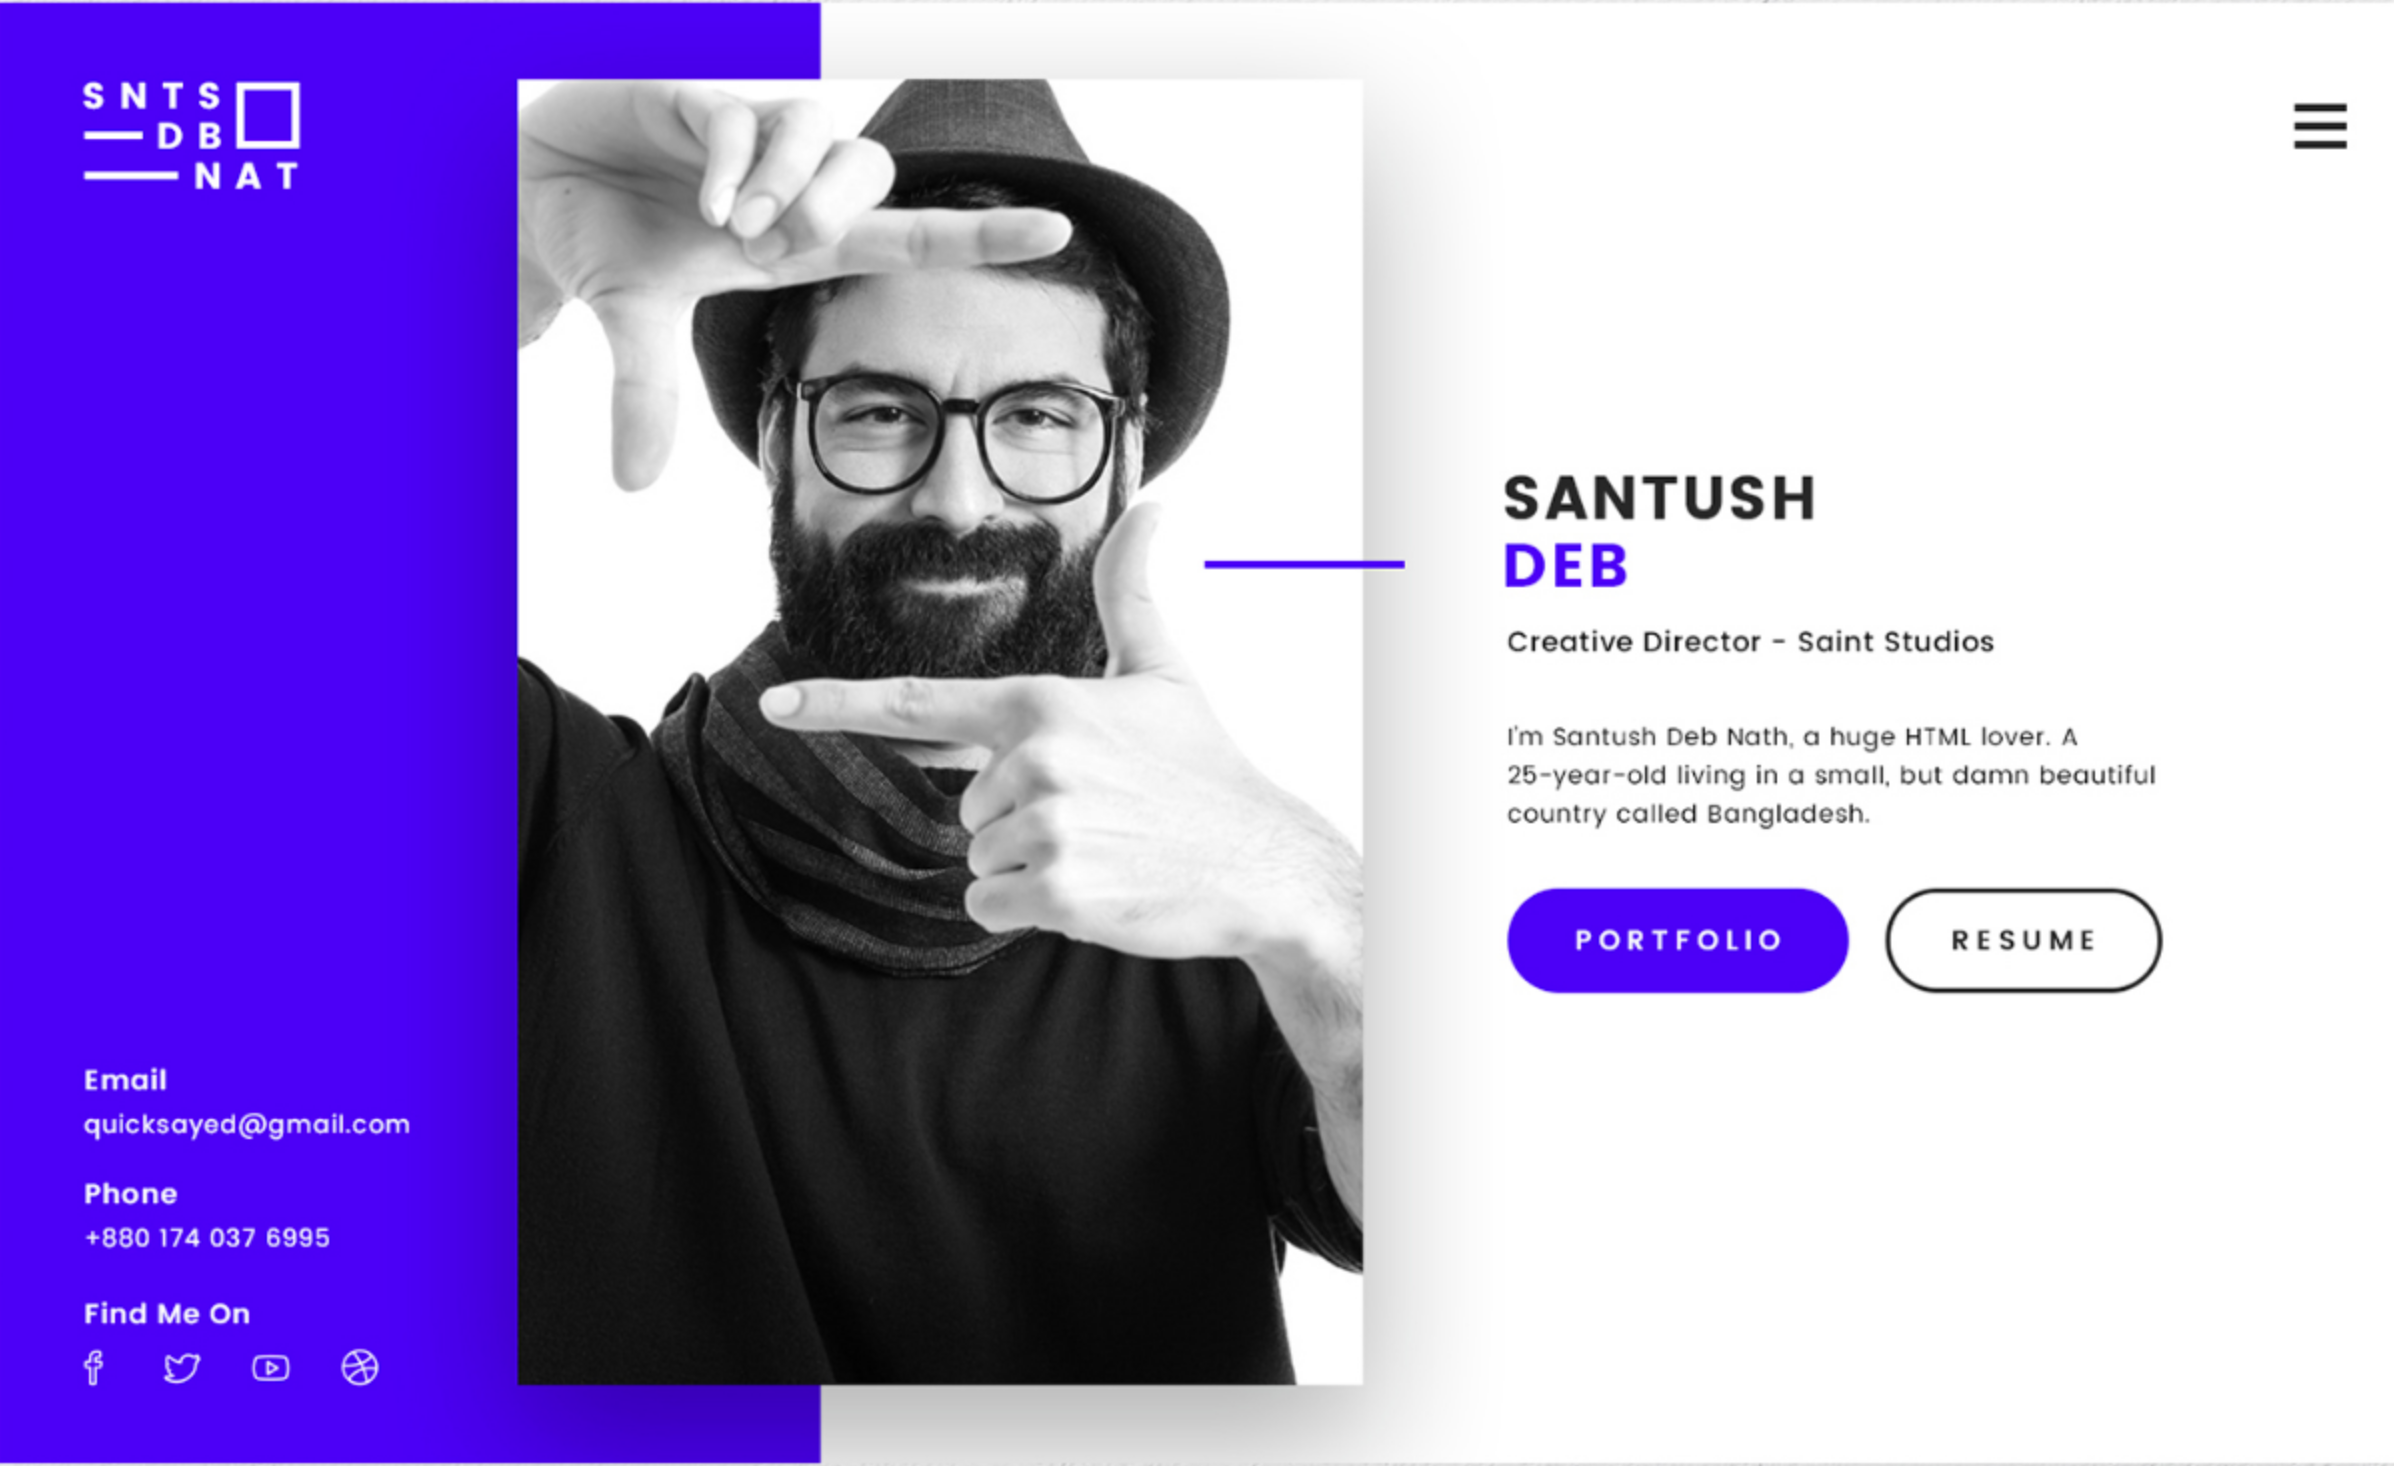 SNTS
DB
NAT
SANTUSH
DEB
Creative Director - Saint Studios
I'm Santush Deb Nath, a huge HTML lover. A
25-year-old living in a small, but damn beautiful
country called Bangladesh.
PORTFOLIO
RESUME
Email
quicksayed@gmail.com
Phone
+880 174 037 6995
Find Me On